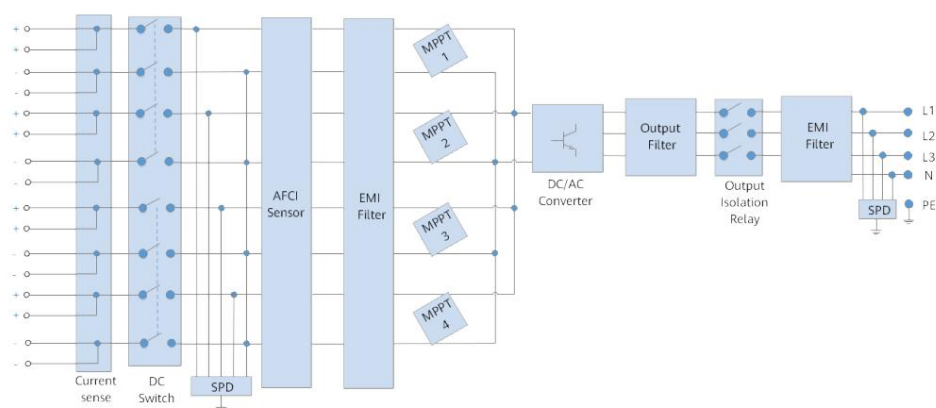 +
+
-
-
+
+
-
-
+
+
-
-
+
+
-
-
Current
sense
DC
Switch
SPD
AFCI
Sensor
EMI
Filter
MPPT
1
MPPT
2
MPPT
3
MPPT
4
DC/AC
Converter
Output
Filter
Output
Isolation
Relay
EMI
Filter
L1
L2
L3
N
PE
SPD